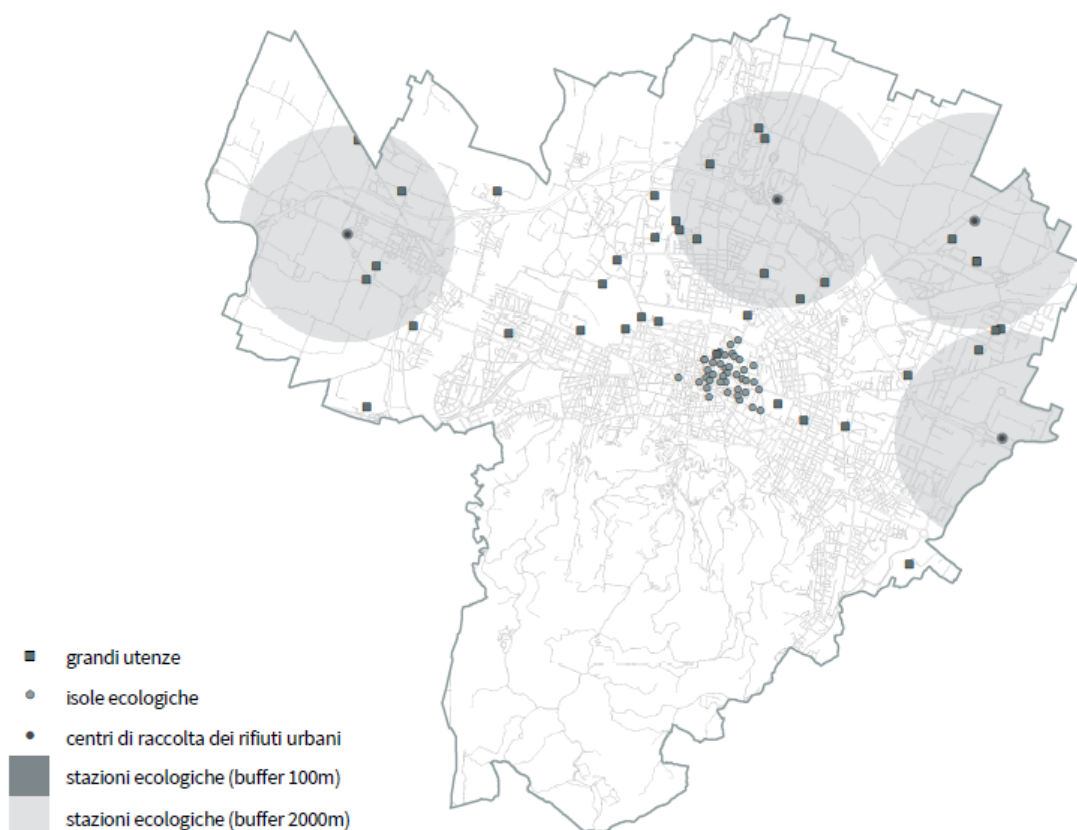 grandi utenze
isole ecologiche
centri di raccolta dei rifiuti urbani
stazioni ecologiche (buffer 100m)
stazioni ecologiche (buffer 2000m)